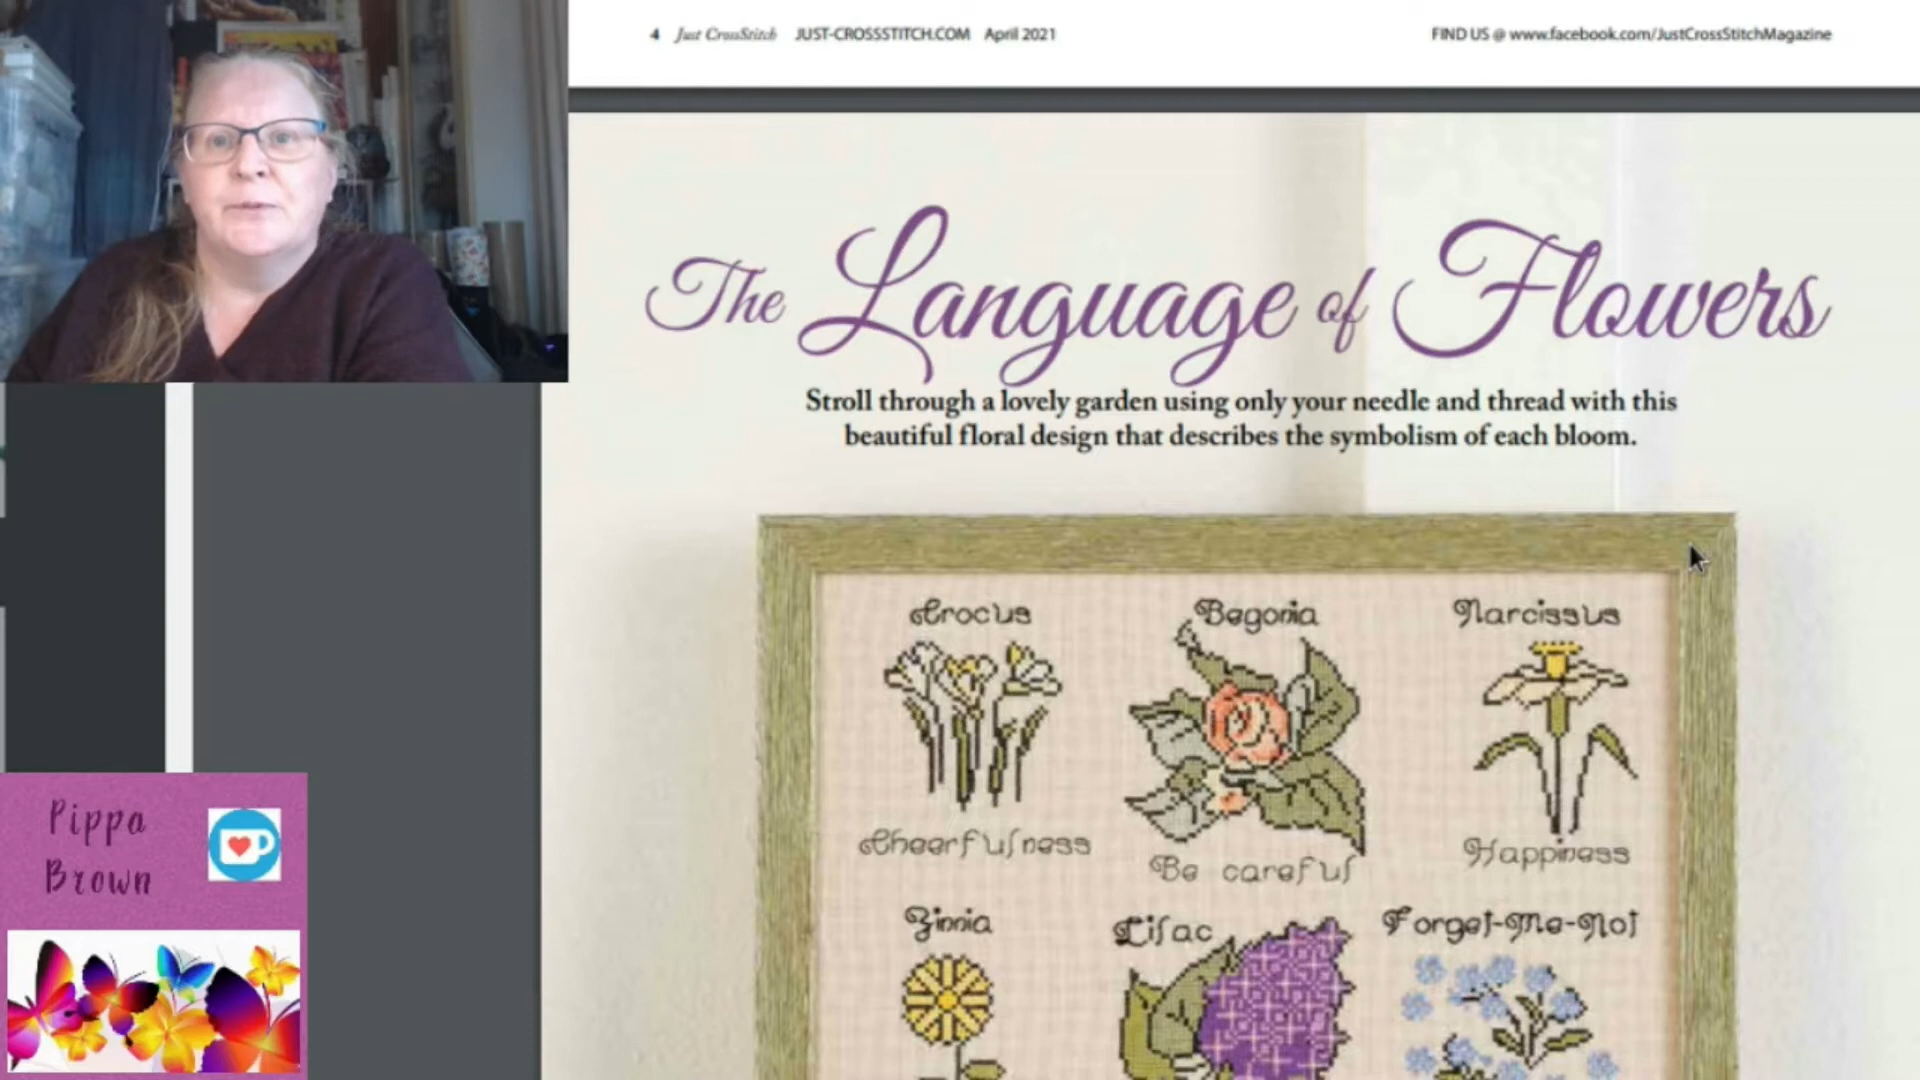 4 Just CrossStitch JUST-CROSSSTITCH.COM April 2021
FIND US @ www.facebook.com/JustCrossStitchMagazine
The Language of Flowers
Stroll through a lovely garden using only your needle and thread with this
beautiful floral design that describes the symbolism of each bloom.
Crocus
Begonia
Narcissus
Cheerfulness
Be careful
Happiness
Zinnia
Lilac
Forget-Me-Not
Pippa
Brown